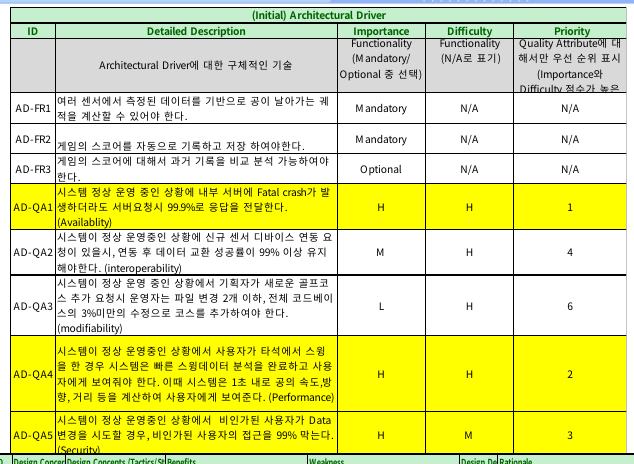 (Initial) Architectural Driver
ID Detailed Description Importance Difficulty Priority
Architectural Driver에 대한 구체적인 기술
Functionality
(Mandatory/
Optional 중 선택)
Functionality
(N/A로 표기)
Quality Attribute에 대
해서만 우선 순위 표시
(Importance와
Difficulty 점수가 높은
AD-FR1
여러 센서에서 측정된 데이터를 기반으로 공이 날아가는 궤
적을 계산할 수 있어야 한다.
Mandatory N/A N/A
AD-FR2
게임의 스코어를 자동으로 기록하고 저장 하여야한다.
Mandatory N/A N/A
AD-FR3
게임의 스코어에 대해서 과거 기록을 비교 분석 가능하여야
한다.
Optional N/A N/A
AD-QA1
시스템 정상 운영 중인 상황에 내부 서버에 Fatal crash가 발
생하더라도 서버요청시 99.9%로 응답을 전달한다.
(Availablity)
H H 1
AD-QA2
시스템이 정상 운영중인 상황에 신규 센서 디바이스 연동 요
청이 있을시, 연동 후 데이터 교환 성공률이 99% 이상 유지
해야한다. (interoperability)
M H 4
AD-QA3
시스템이 정상 운영 중인 상황에서 기획자가 새로운 골프코
스 추가 요청시 운영자는 파일 변경 2개 이하, 전체 코드베이
스의 3%미만의 수정으로 코스를 추가하여야 한다.
(modifiability)
L H 6
AD-QA4
시스템이 정상 운영중인 상황에서 사용자가 타석에서 스윙
을 한 경우 시스템은 빠른 스윙데이터 분석을 완료하고 사용
자에게 보여줘야 한다. 이때 시스템은 1초 내로 공의 속도,방
향, 거리 등을 계산하여 사용자에게 보여준다. (Performance)
H H 2
AD-QA5
시스템이 정상 운영중인 상황에서 비인가된 사용자가 Data
변경을 시도할 경우, 비인가된 사용자의 접근을 99% 막는다.
(Security)
H M 3
Design Concer Design Concepts /Tactics/St Benefits Weakness Design De Rationale